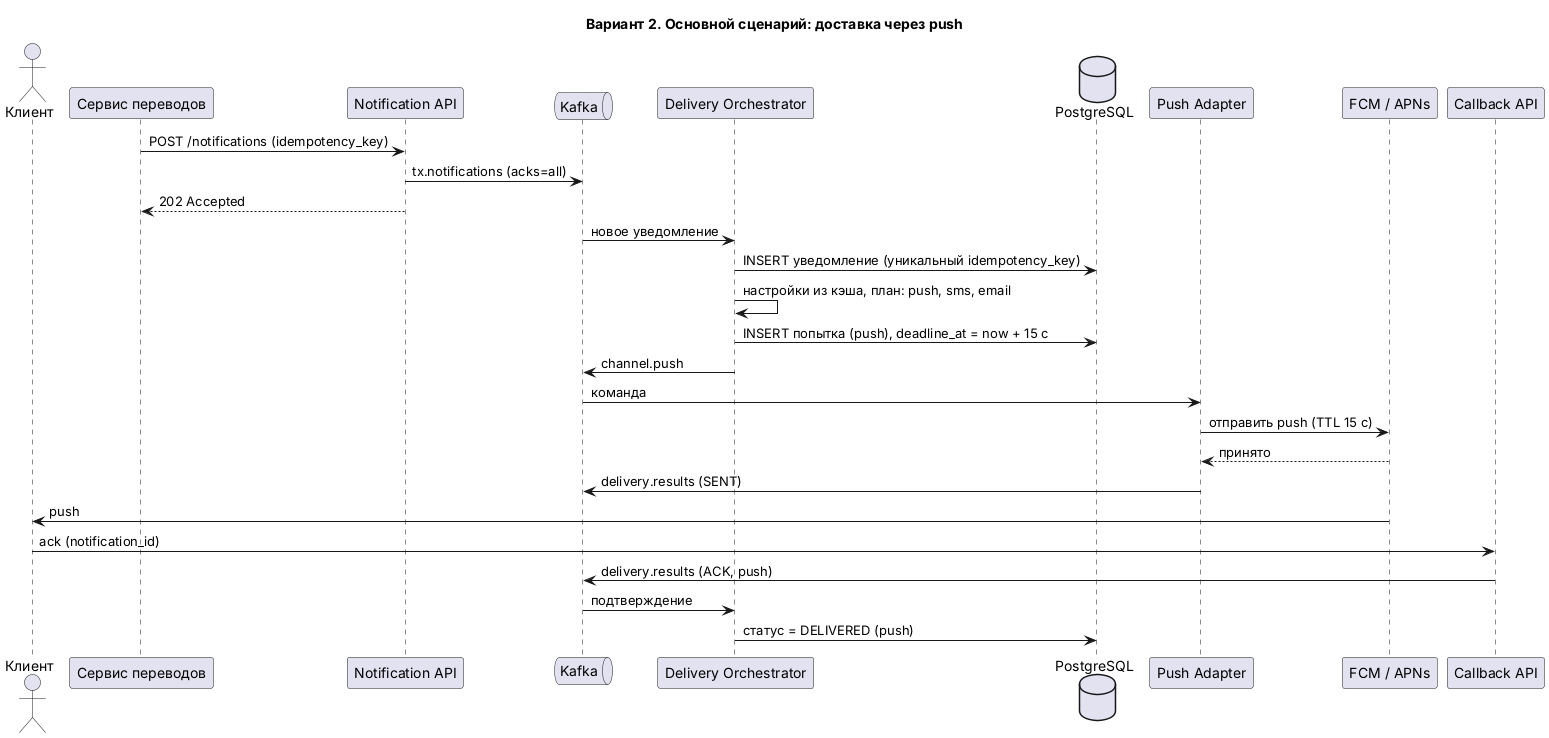 Вариант 2. Основной сценарий: доставка через push
Клиент
Сервис переводов
Notification API
Kafka
Delivery Orchestrator
PostgreSQL
Push Adapter
FCM / APNs
Callback API
POST /notifications (idempotency_key)
tx.notifications (acks=all)
202 Accepted
новое уведомление
INSERT уведомление (уникальный idempotency_key)
настройки из кэша, план: push, sms, email
INSERT попытка (push), deadline_at = now + 15 с
channel.push
команда
отправить push (TTL 15 с)
принято
delivery.results (SENT)
push
ack (notification_id)
delivery.results (ACK, push)
подтверждение
статус = DELIVERED (push)
Клиент
Сервис переводов
Notification API
Kafka
Delivery Orchestrator
PostgreSQL
Push Adapter
FCM / APNs
Callback API